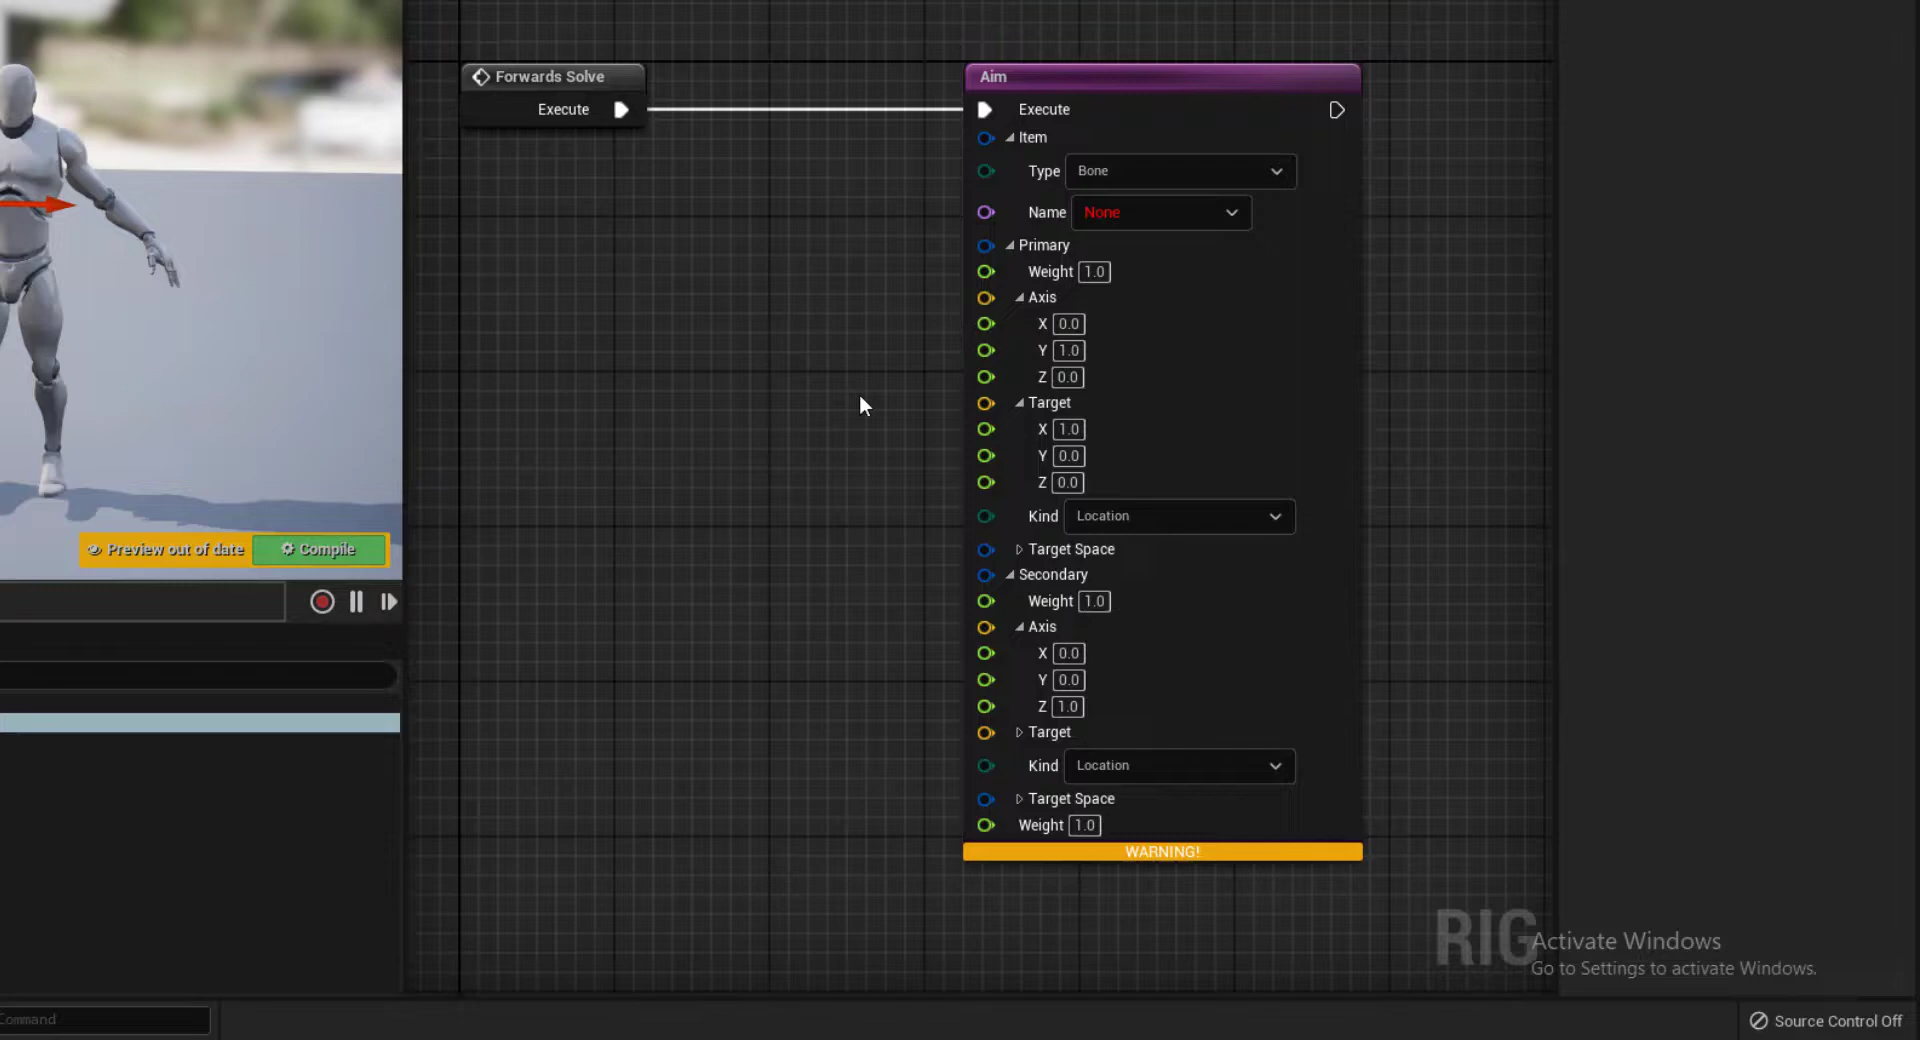 Forwards Solve
Execute
Aim
Execute
Item
Type Bone
Name None
Primary
Weight 1.0
Axis
X 0.0
Y 1.0
Z 0.0
Target
X 1.0
Y 0.0
Z 0.0
Kind Location
Target Space
Secondary
Weight 1.0
Axis
X 0.0
Y 0.0
Z 1.0
Target
Kind Location
Target Space
Weight 1.0
WARNING!
Preview out of date
Compile
RIG
Activate Windows
Go to Settings to activate Windows.
Command
Source Control Off